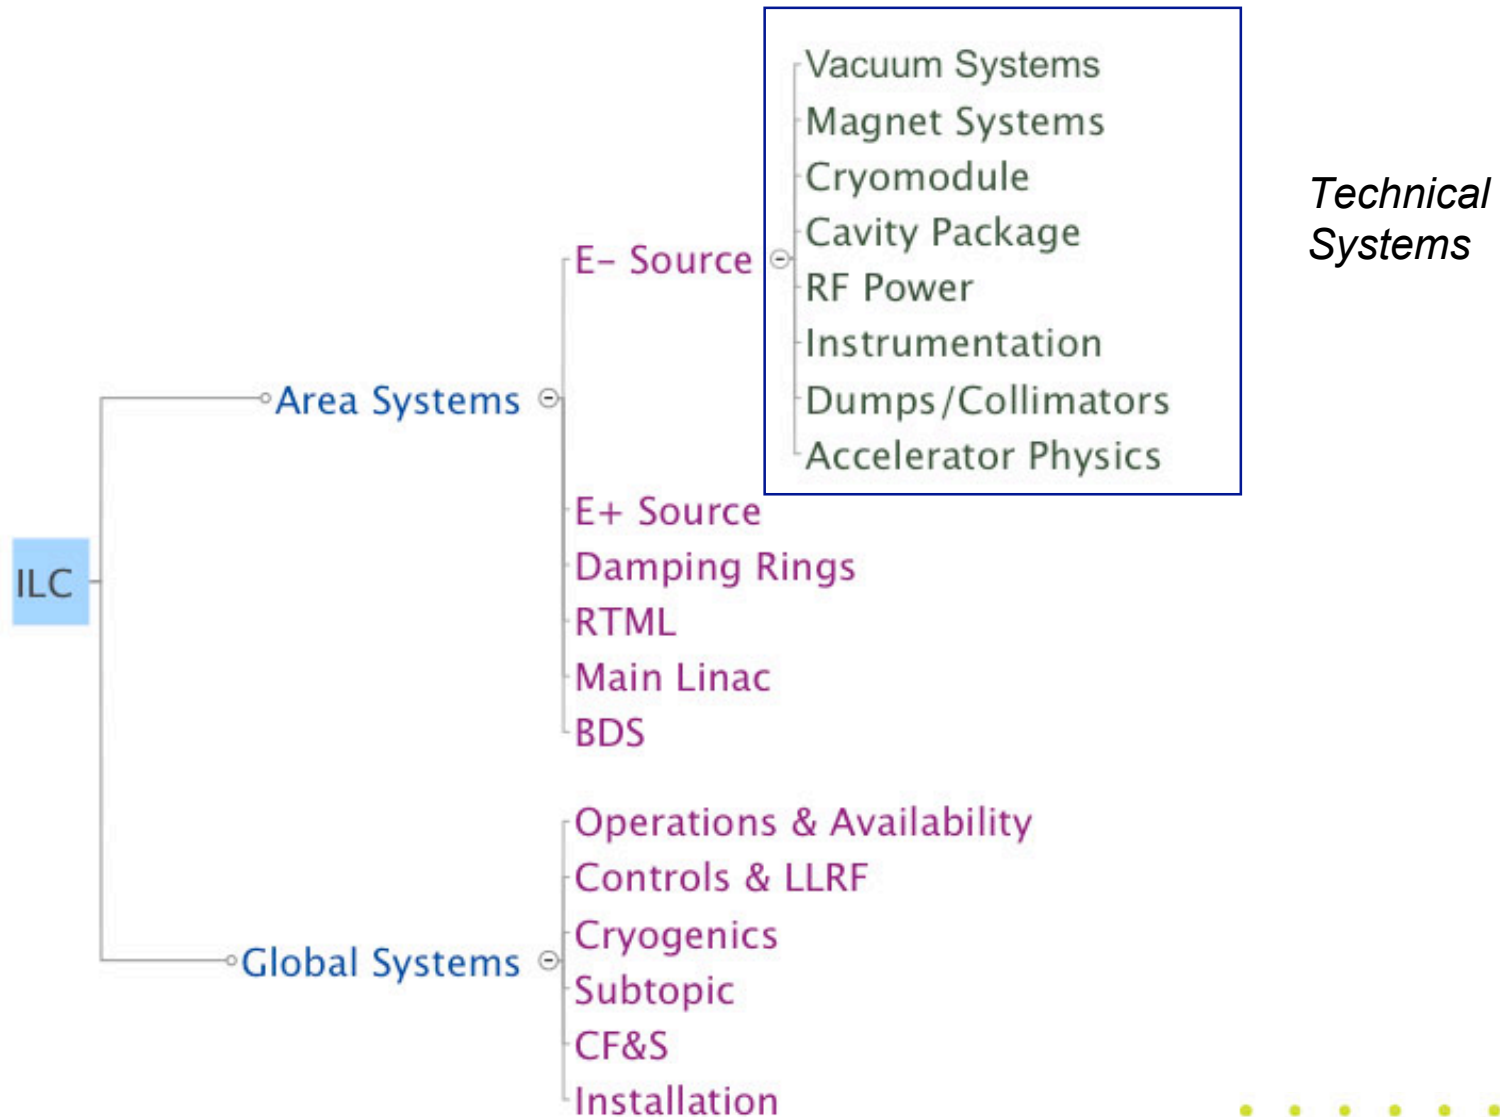 Vacuum Systems
Magnet Systems
Cryomodule
Cavity Package
RF Power
Instrumentation
Dumps/Collimators
Accelerator Physics
Technical
Systems
E- Source
Area Systems
E+ Source
Damping Rings
RTML
Main Linac
BDS
ILC
Operations & Availability
Controls & LLRF
Cryogenics
Global Systems
Subtopic
CF&S
Installation